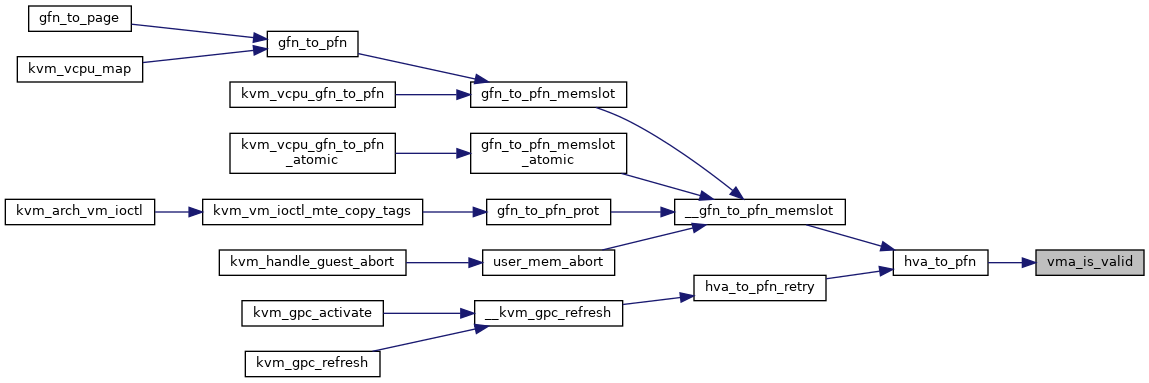 gfn_to_page
gfn_to_pfn
kvm_vcpu_map
kvm_vcpu_gfn_to_pfn
gfn_to_pfn_memslot
kvm_vcpu_gfn_to_pfn
_atomic
gfn_to_pfn_memslot
_atomic
kvm_arch_vm_ioctl
kvm_vm_ioctl_mte_copy_tags
gfn_to_pfn_prot
__gfn_to_pfn_memslot
kvm_handle_guest_abort
user_mem_abort
hva_to_pfn
vma_is_valid
hva_to_pfn_retry
kvm_gpc_activate
__kvm_gpc_refresh
kvm_gpc_refresh